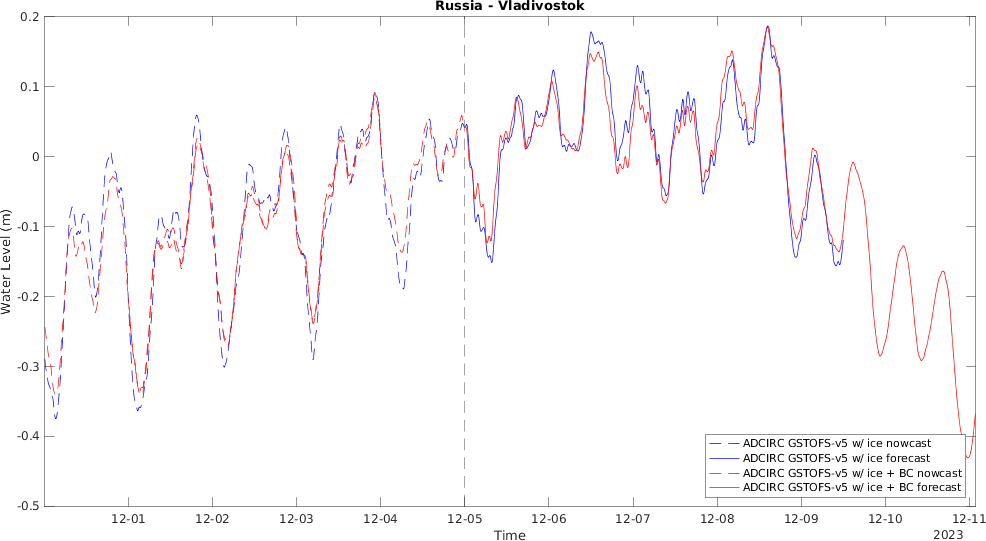 Russia - Vladivostok
Water Level (m)
0.2
0.1
0
-0.1
-0.2
-0.3
-0.4
-0.5
ADCIRC GSTOFS-v5 w/ ice nowcast
ADCIRC GSTOFS-v5 w/ ice forecast
ADCIRC GSTOFS-v5 w/ ice + BC nowcast
ADCIRC GSTOFS-v5 w/ ice + BC forecast
12-01 12-02 12-03 12-04 12-05 12-06 12-07 12-08 12-09 12-10 12-11
Time
2023